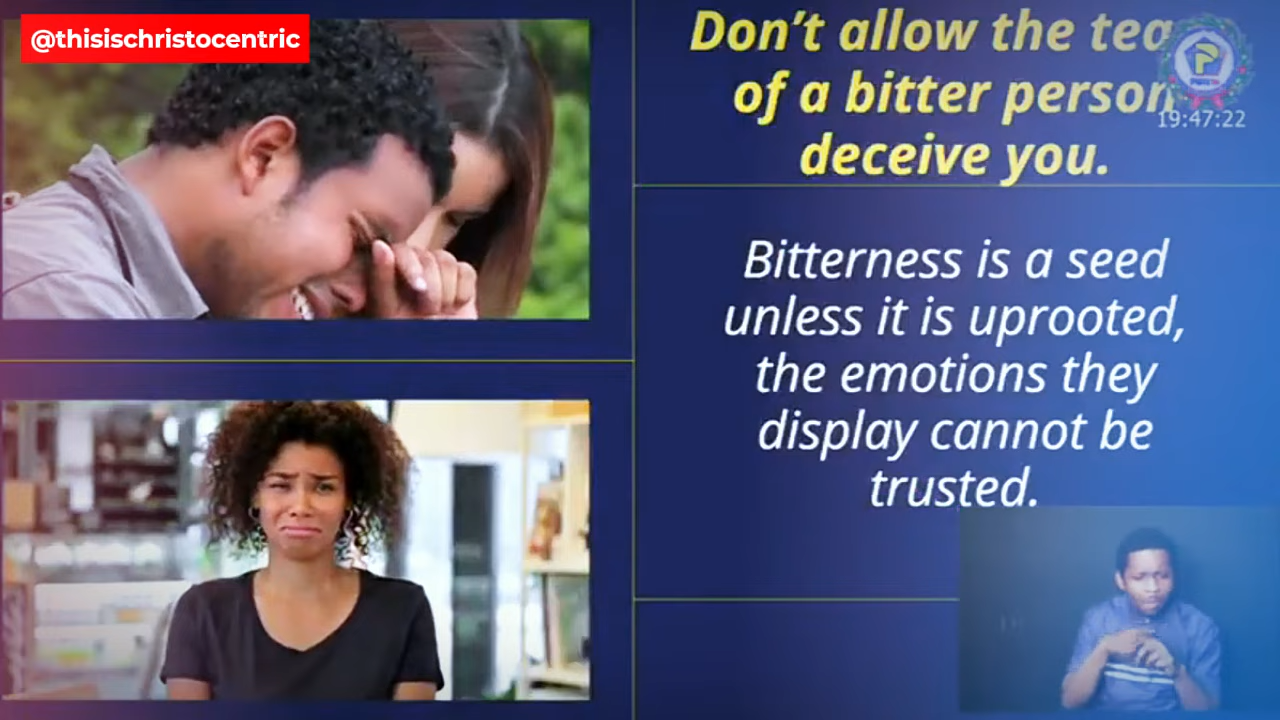 @thisischristocentric
Don't allow the
of a bitter person
deceive you.
19:47:22
Bitterness is a seed
unless it is uprooted,
the emotions they
display cannot be
trusted.